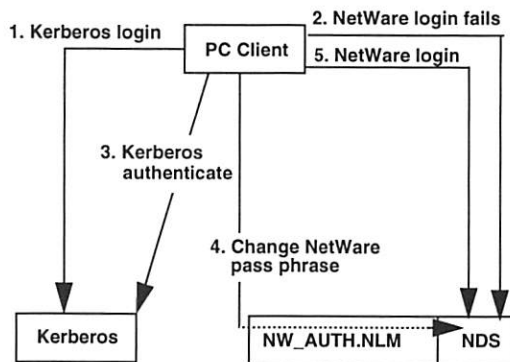 1. Kerberos login
PC Client
2. NetWare login fails
5. NetWare login
3. Kerberos
authenticate
4. Change NetWare
pass phrase
Kerberos
NW_AUTH.NLM
NDS